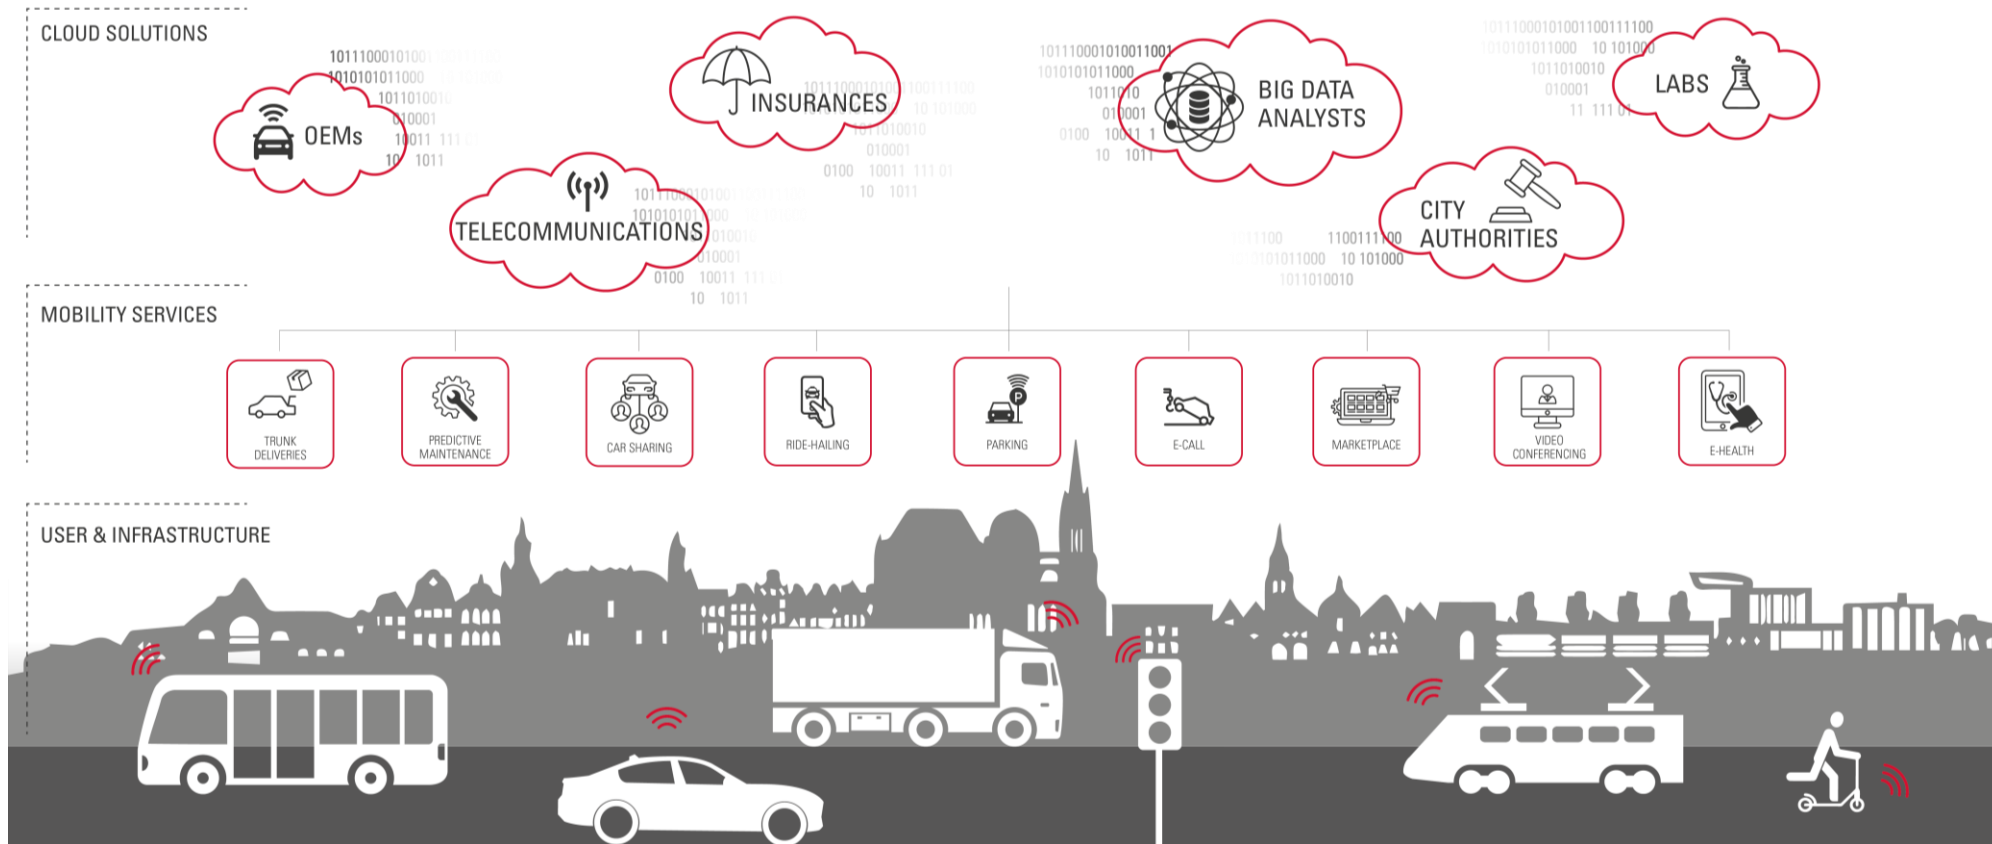 CLOUD SOLUTIONS
OEMs
INSURANCES
BIG DATA
ANALYSTS
LABS
TELECOMMUNICATIONS
CITY
AUTHORITIES
MOBILITY SERVICES
TRUNK
DELIVERIES
PREDICTIVE
MAINTENANCE
CAR SHARING
RIDE-HAILING
P
PARKING
E-CALL
MARKETPLACE
VIDEO
CONFERENCING
E-HEALTH
USER & INFRASTRUCTURE